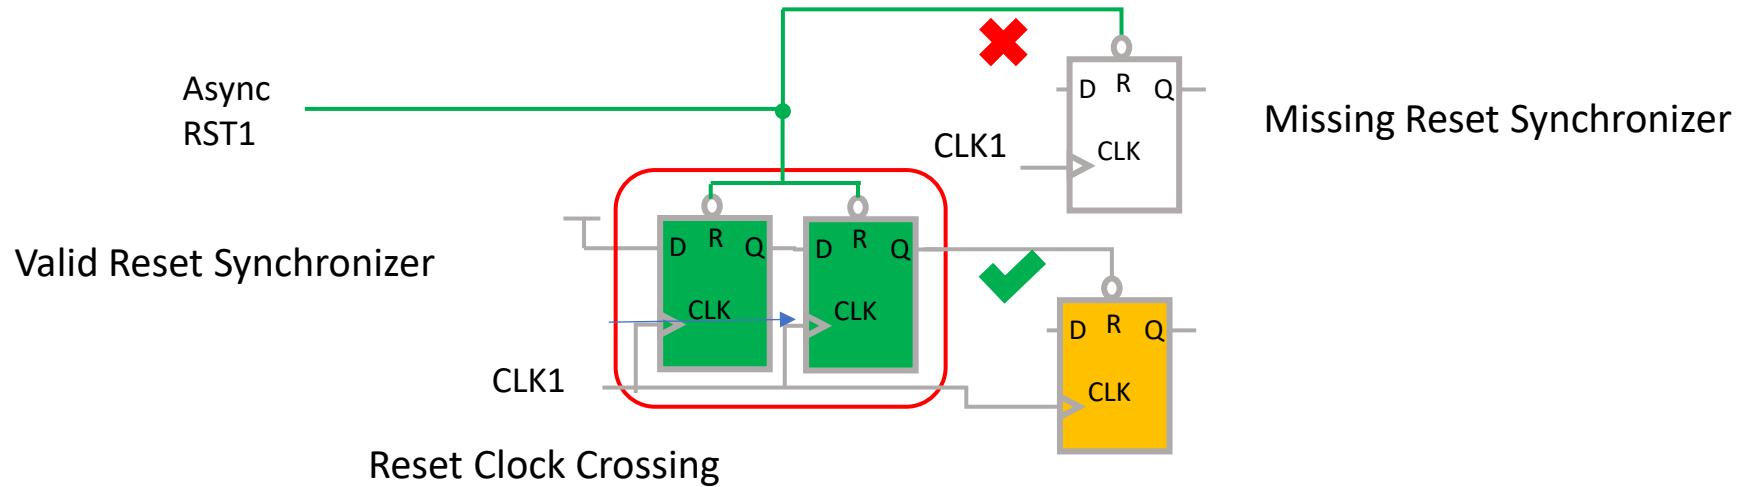 Async
RST1
D R Q
CLK
CLK1
Missing Reset Synchronizer
Valid Reset Synchronizer
D R Q
CLK
D R Q
CLK
D R Q
CLK
CLK1
Reset Clock Crossing